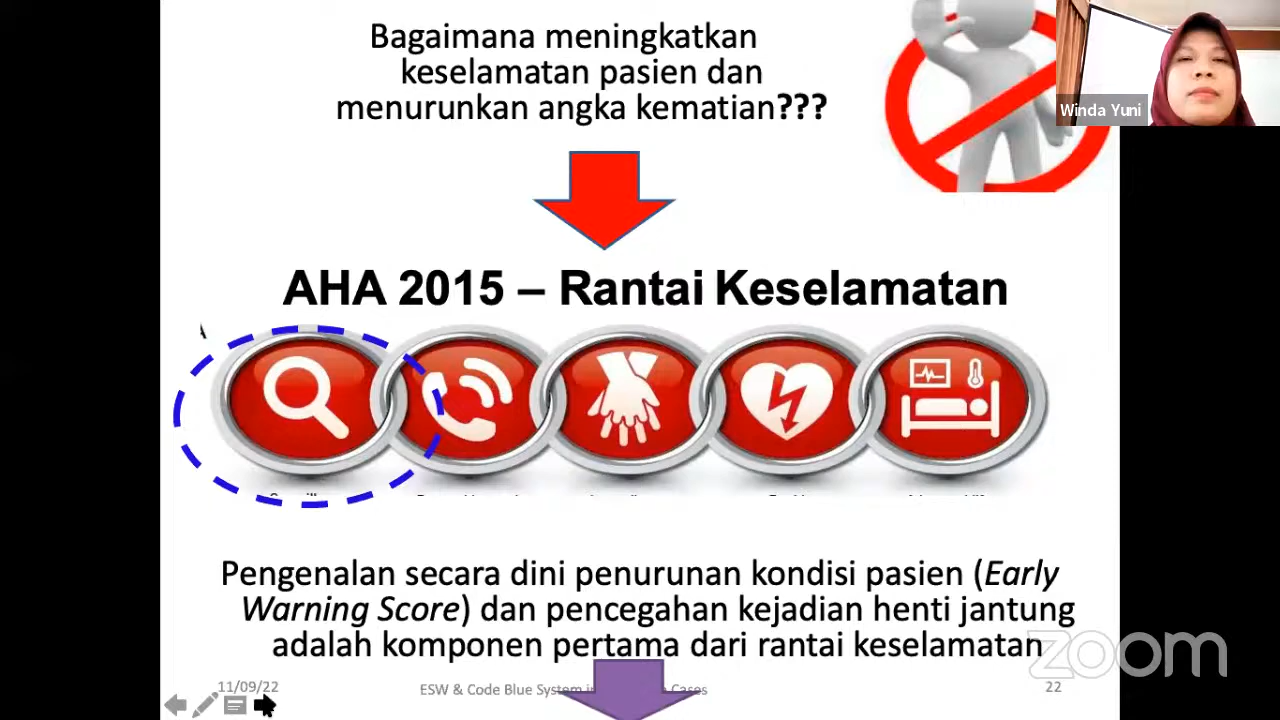 Bagaimana meningkatkan
keselamatan pasien dan
menurunkan angka kematian???
Winda Yuni
AHA 2015 – Rantai Keselamatan
Pengenalan secara dini penurunan kondisi pasien (Early
Warning Score) dan pencegahan kejadian henti jantung
adalah komponen pertama dari rantai keselamatan
zoom
11/09/22
ESW & Code Blue System in Cases
22